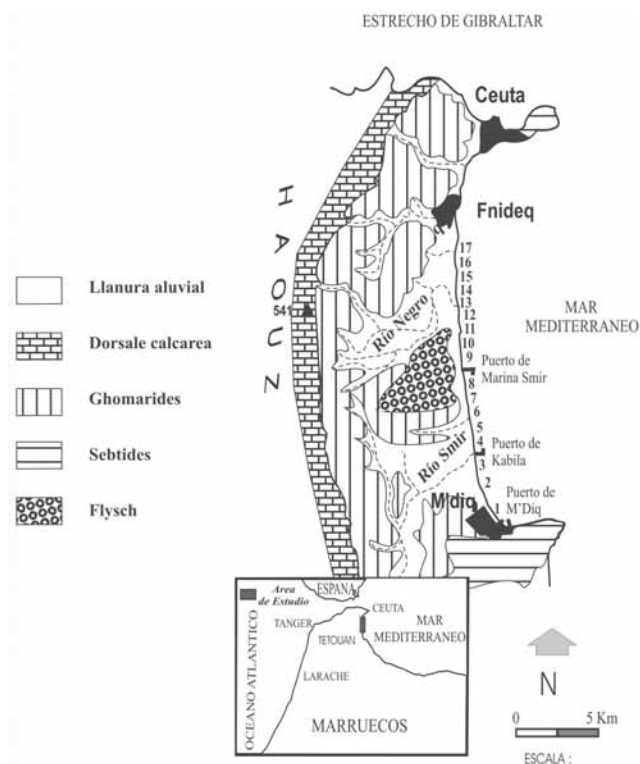 ESTRECHO DE GIBRALTAR
Ceuta
Fnideq
HAOUZ
541
17
16
15
14
13
12
11
10
9
8
7
6
5
4
3
2
1
Río Negro
Río Smir
M'diq
MAR
MEDITERRANEO
Puerto de
Marina Smir
Puerto de
Kabila
Puerto de
M'Diq
Llanura aluvial
Dorsale calcarea
Ghomarides
Sebtides
Flysch
Area
de Estudio
ESPAÑA
CEUTA
TANGER
MAR
MEDITERRANEO
TETOUAN
OCEANO ATLANTICO
LARACHE
MARRUECOS
N
0 5 Km
ESCALA :